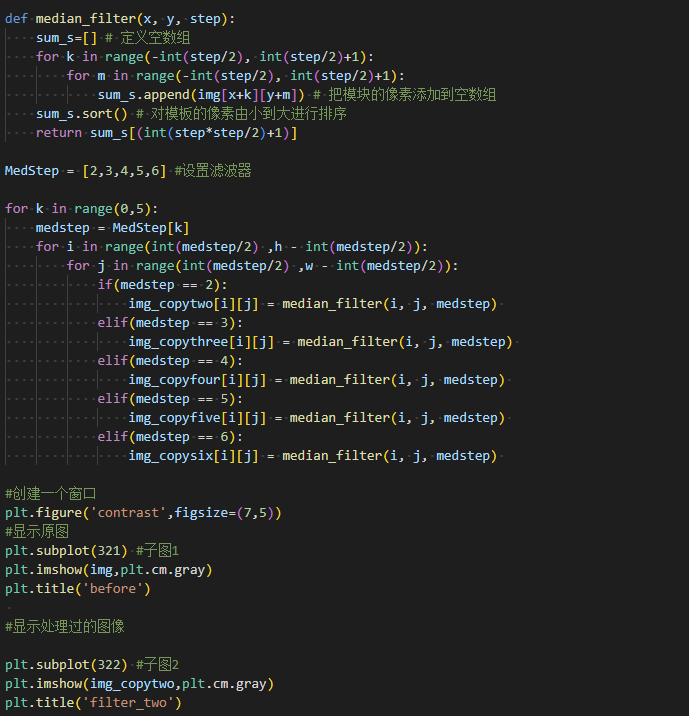 def median_filter(x, y, step):
    sum_s=[] # 定义空数组
    for k in range(-int(step/2), int(step/2)+1):
        for m in range(-int(step/2), int(step/2)+1):
            sum_s.append(img[x+k][y+m]) # 把模块的像素添加到空数组
    sum_s.sort() # 对模板的像素由小到大进行排序
    return sum_s[(int(step*step/2)+1)]
MedStep = [2,3,4,5,6] #设置滤波器
for k in range(0,5):
    medstep = MedStep[k]
    for i in range(int(medstep/2) ,h - int(medstep/2)):
        for j in range(int(medstep/2) ,w - int(medstep/2)):
            if(medstep == 2):
                img_copytwo[i][j] = median_filter(i, j, medstep)
            elif(medstep == 3):
                img_copythree[i][j] = median_filter(i, j, medstep)
            elif(medstep == 4):
                img_copyfour[i][j] = median_filter(i, j, medstep)
            elif(medstep == 5):
                img_copyfive[i][j] = median_filter(i, j, medstep)
            elif(medstep == 6):
                img_copysix[i][j] = median_filter(i, j, medstep)
#创建一个窗口
plt.figure('contrast',figsize=(7,5))
#显示原图
plt.subplot(321) #子图1
plt.imshow(img,plt.cm.gray)
plt.title('before')
#显示处理过的图像
plt.subplot(322) #子图2
plt.imshow(img_copytwo,plt.cm.gray)
plt.title('filter_two')